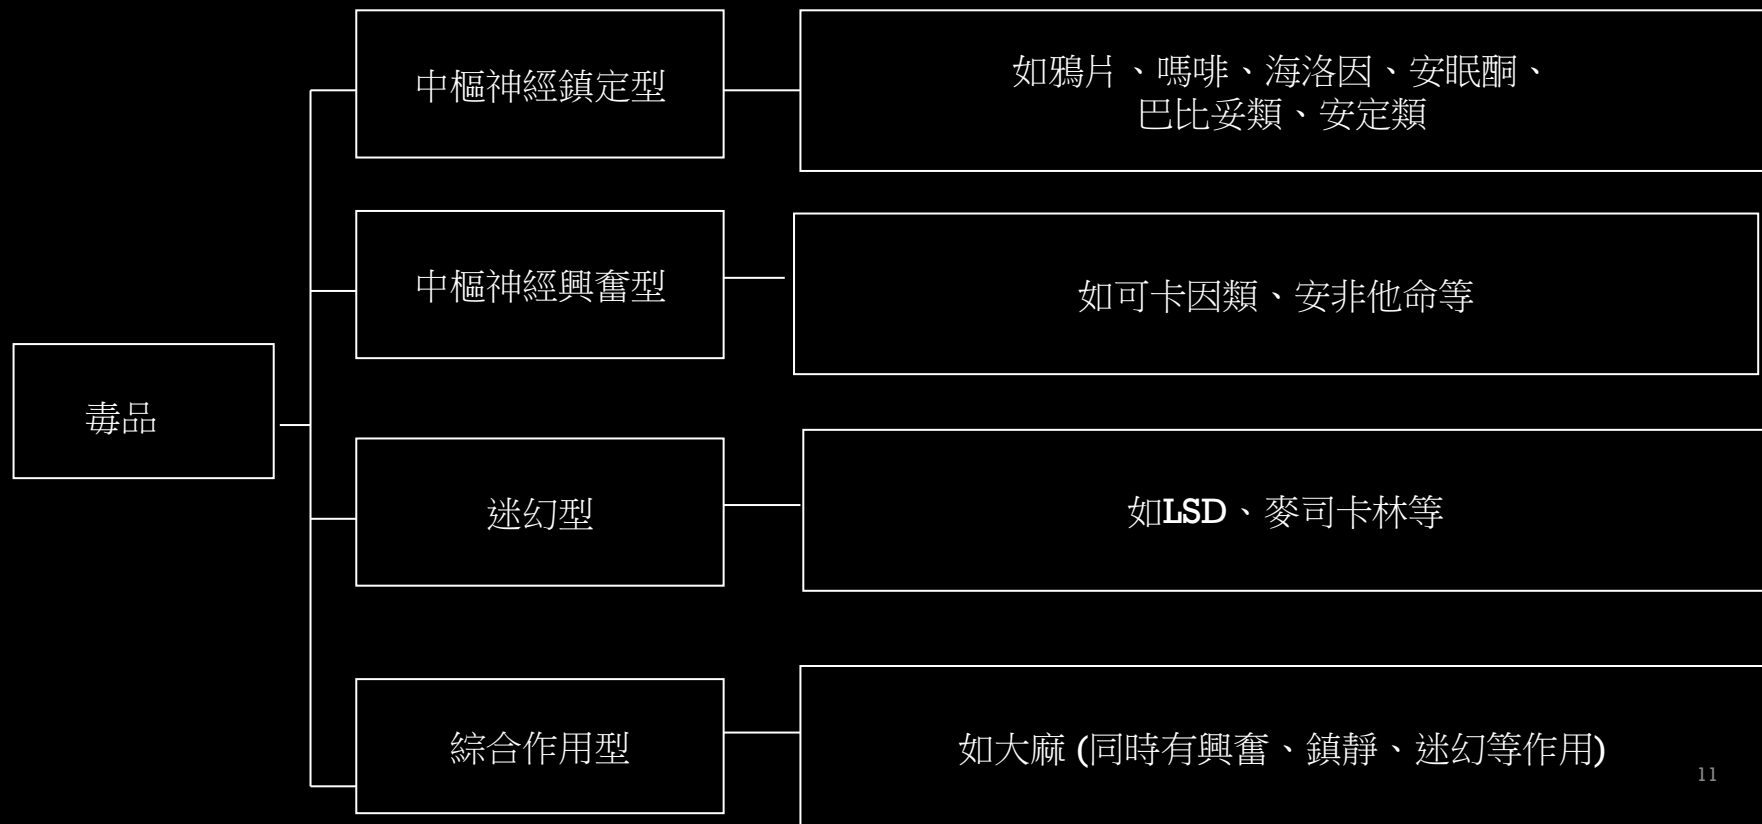 中樞神經鎮定型
如鴉片、嗎啡、海洛因、安眠酮、
巴比妥類、安定類
中樞神經興奮型
如可卡因類、安非他命等
毒品
迷幻型
如LSD、麥司卡林等
綜合作用型
如大麻 (同時有興奮、鎮靜、迷幻等作用)
11